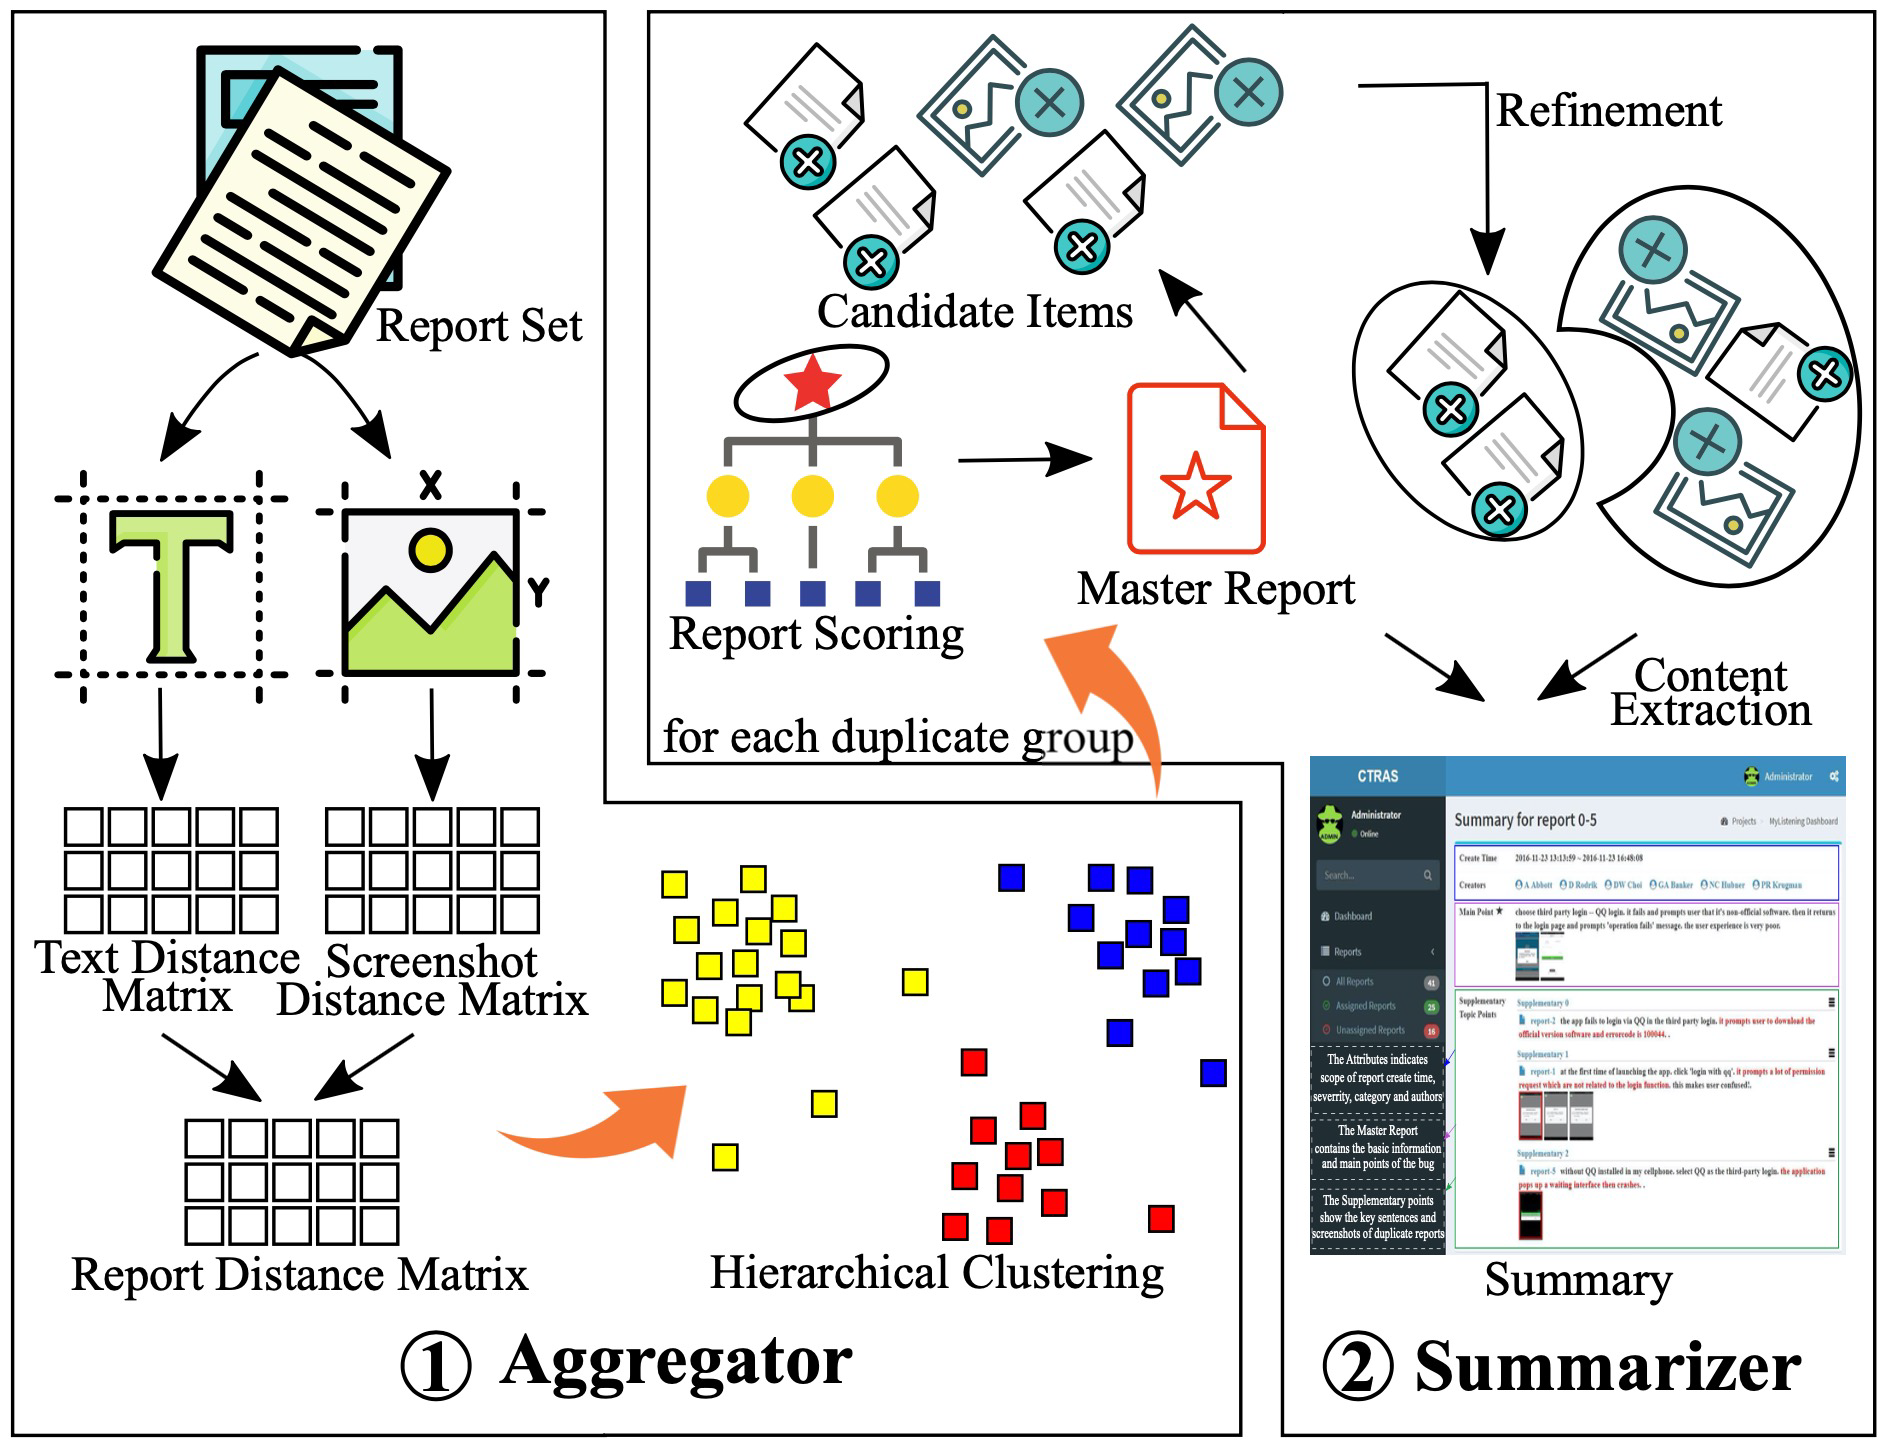 Report Set
X
Y
Text Distance
Matrix
Screenshot
Distance Matrix
Report Distance Matrix
Hierarchical Clustering
① Aggregator
Candidate Items
Refinement
Report Scoring
Master Report
for each duplicate group
Content
Extraction
CTRAS
Administrator
ADMIN
Administrator
Online
Search...
Dashboard
Reports
All Reports 41
Assigned Reports 25
Unassigned Reports 16
The Attributes indicates
scope of report create time,
severrity, category and authors
The Master Report
contains the basic information
and main points of the bug
The Supplementary points
show the key sentences and
screenshots of duplicate reports
Summary for report 0-5
Projects MyListening Dashboard
Create Time 2016-11-23 13:13:59 ~ 2016-11-23 16:48:08
Creators A Abbott D Rodrik DW Choi GA Banker NC Hubner PR Krugman
Main Point ★ choose third party login -- QQ login. it fails and prompts user that it's non-official software. then it returns
to the login page and prompts 'operation fails' message. the user experience is very poor.
Supplementary
Topic Points
Supplementary 0
report-2 the app fails to login via QQ in the third party login. it prompts user to download the
official version software and errorcode is 100044. .
Supplementary 1
report-1 at the first time of launching the app. click 'login with qq'. it prompts a lot of permission
request which are not related to the login function. this makes user confused!.
Supplementary 2
report-5 without QQ installed in my cellphone. select QQ as the third-party login. the application
pops up a waiting interface then crashes. .
Summary
② Summarizer